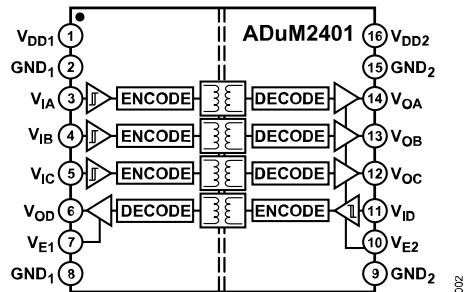 ADuM2401
V_DD1 1 16 V_DD2
GND_1 2 15 GND_2
V_IA 3 ENCODE DECODE 14 V_OA
V_IB 4 ENCODE DECODE 13 V_OB
V_IC 5 ENCODE DECODE 12 V_OC
V_OD 6 DECODE ENCODE 11 V_ID
V_E1 7 10 V_E2
GND_1 8 9 GND_2
002